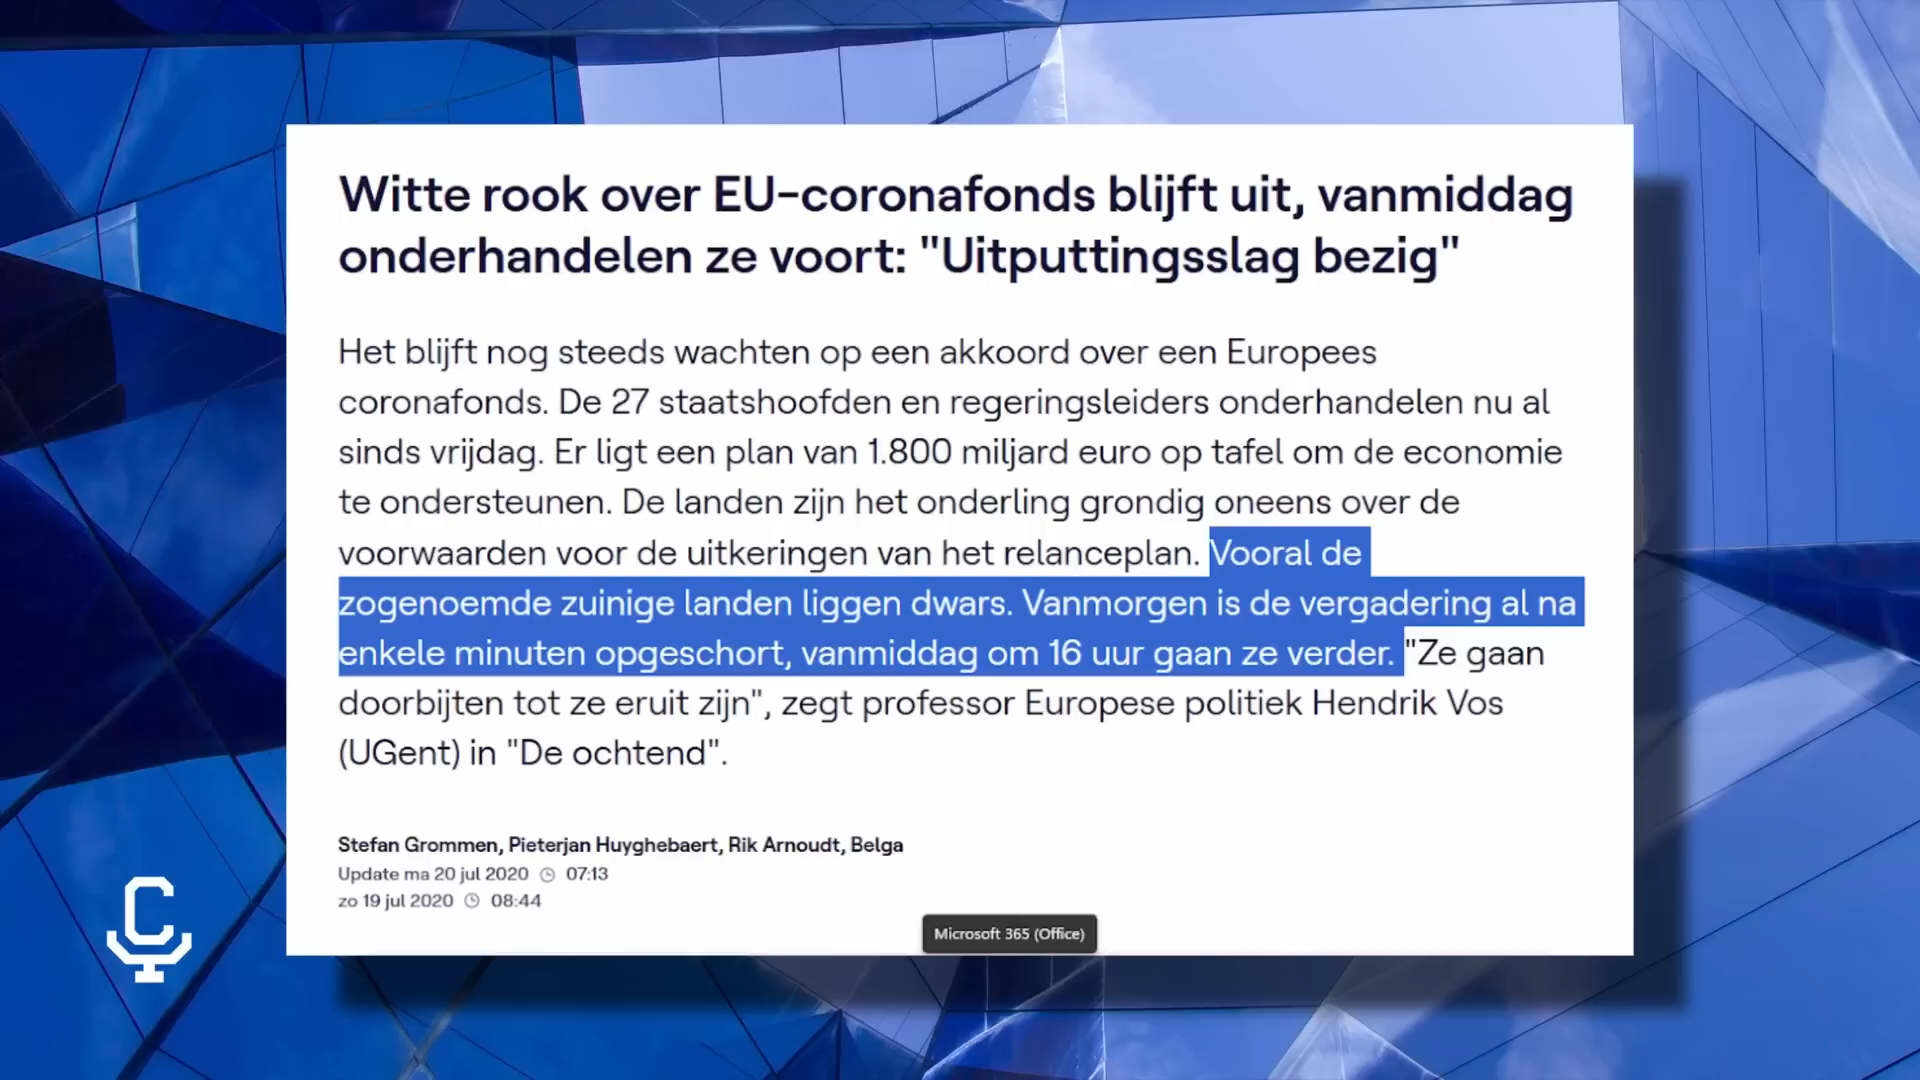 Witte rook over EU-coronafonds blijft uit, vanmiddag
onderhandelen ze voort: "Uitputtingsslag bezig"
Het blijft nog steeds wachten op een akkoord over een Europees
coronafonds. De 27 staatshoofden en regeringsleiders onderhandelen nu al
sinds vrijdag. Er ligt een plan van 1.800 miljard euro op tafel om de economie
te ondersteunen. De landen zijn het onderling grondig oneens over de
voorwaarden voor de uitkeringen van het relanceplan. Vooral de
zogenoemde zuinige landen liggen dwars. Vanmorgen is de vergadering al na
enkele minuten opgeschort, vanmiddag om 16 uur gaan ze verder. "Ze gaan
doorbijten tot ze eruit zijn", zegt professor Europese politiek Hendrik Vos
(UGent) in "De ochtend".
Stefan Grommen, Pieterjan Huyghebaert, Rik Arnoudt, Belga
Update ma 20 jul 2020 07:13
zo 19 jul 2020 08:44
Microsoft 365 (Office)